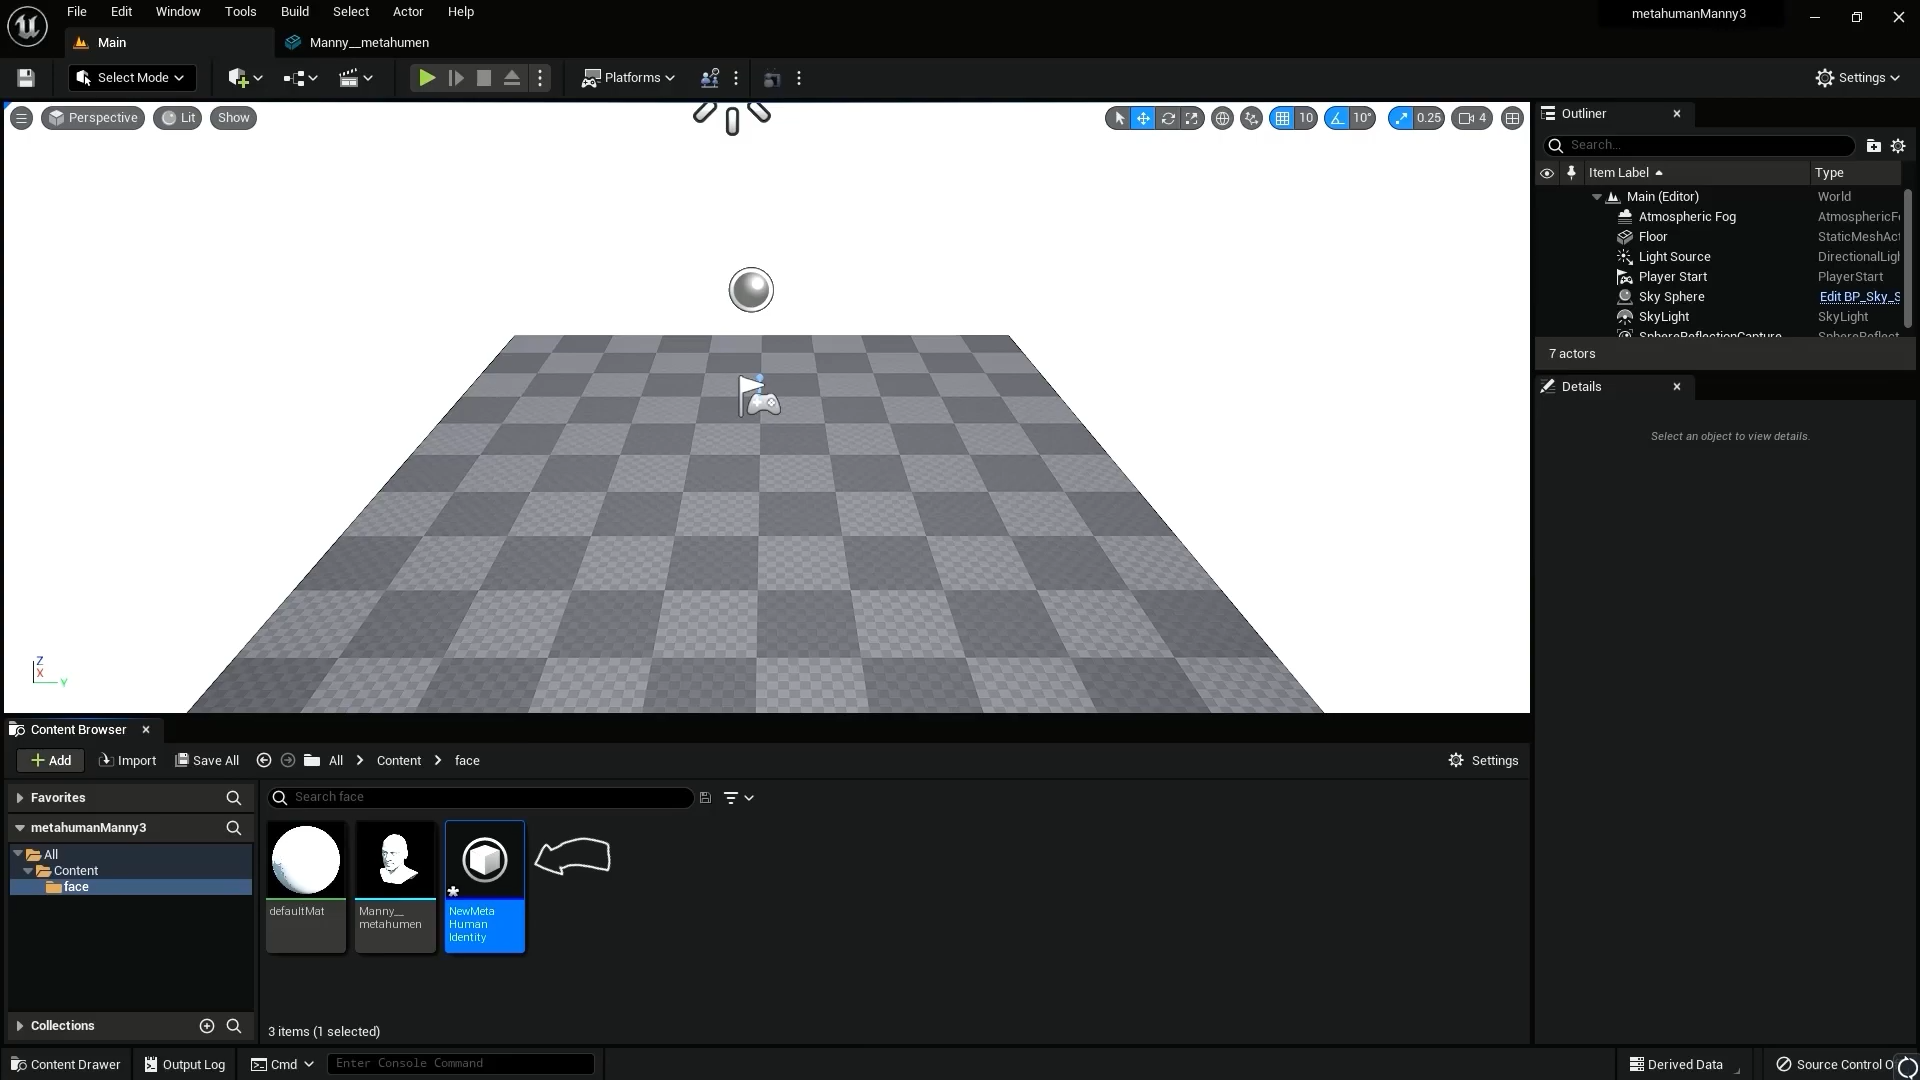 File Edit Window Tools Build Select Actor Help
metahumanManny3
Main
Manny__metahumen
Select Mode
Platforms
Settings
Perspective
Lit
Show
10
10°
0.25
4
Outliner
Search...
Item Label
Type
Main (Editor)
World
Atmospheric Fog
AtmosphericF
Floor
StaticMeshAct
Light Source
DirectionalLigh
Player Start
PlayerStart
Sky Sphere
Edit BP_Sky_S
SkyLight
SkyLight
SphereReflectionCapture
SphereReflect
7 actors
Details
Select an object to view details.
Z
X
Y
Content Browser
Add
Import
Save All
All
Content
face
Settings
Favorites
Search face
metahumanManny3
All
Content
face
defaultMat
Manny__
metahumen
NewMeta
Human
Identity
Collections
3 items (1 selected)
Content Drawer
Output Log
Cmd
Enter Console Command
Derived Data
Source Control O